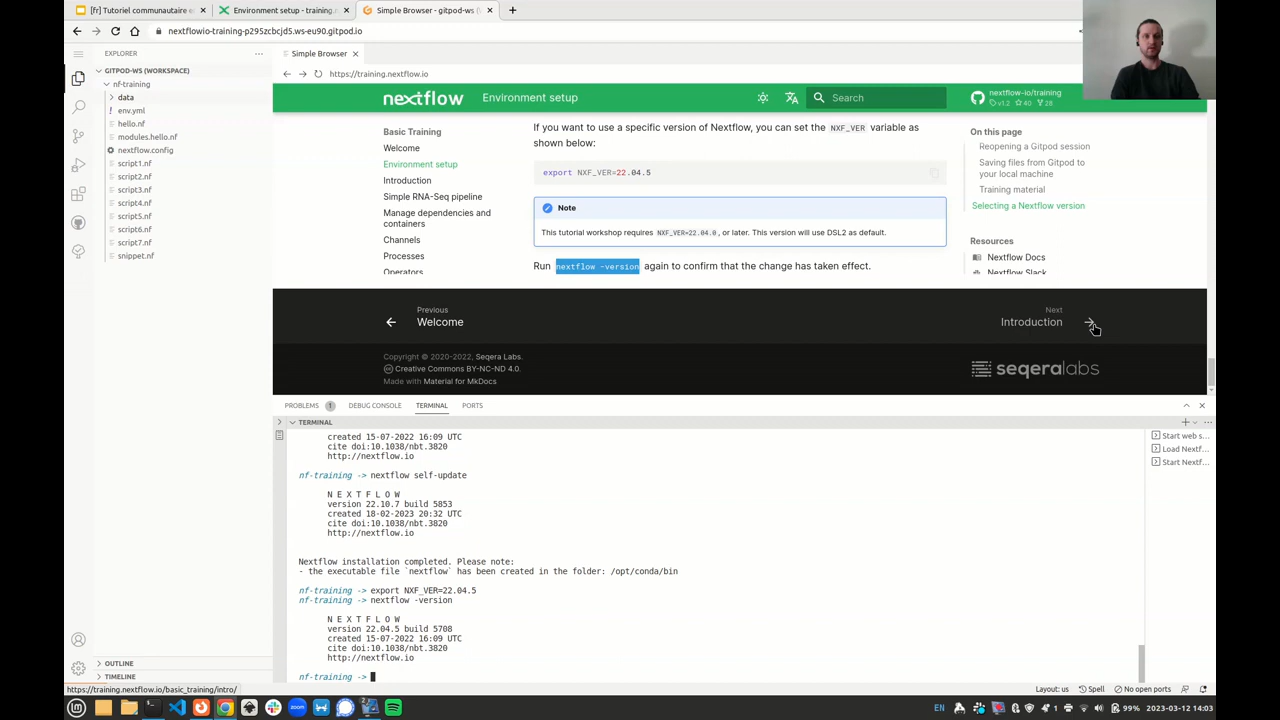 [fr] Tutoriel communautaire e
Environment setup - training.n
Simple Browser - gitpod-ws (W
nextflowio-training-p295zcbcjd5.ws-eu90.gitpod.io
EXPLORER
Simple Browser
GITPOD-WS (WORKSPACE)
https://training.nextflow.io
nf-training
data
env.yml
hello.nf
modules.hello.nf
nextflow.config
script1.nf
script2.nf
script3.nf
script4.nf
script5.nf
script6.nf
script7.nf
snippet.nf
nextflow
Environment setup
Search
nextflow-io/training
v1.2 40 28
Basic Training
Welcome
Environment setup
Introduction
Simple RNA-Seq pipeline
Manage dependencies and
containers
Channels
Processes
Operators
If you want to use a specific version of Nextflow, you can set the NXF_VER variable as
shown below:
export NXF_VER=22.04.5
Note
This tutorial workshop requires NXF_VER=22.04.0, or later. This version will use DSL2 as default.
Run nextflow -version again to confirm that the change has taken effect.
On this page
Reopening a Gitpod session
Saving files from Gitpod to
your local machine
Training material
Selecting a Nextflow version
Resources
Nextflow Docs
Nextflow Slack
Previous
Welcome
Next
Introduction
Copyright © 2020-2022, Seqera Labs.
Creative Commons BY-NC-ND 4.0.
Made with Material for MkDocs
seqeralabs
PROBLEMS 1 DEBUG CONSOLE TERMINAL PORTS
TERMINAL
created 15-07-2022 16:09 UTC
cite doi:10.1038/nbt.3820
http://nextflow.io
nf-training -> nextflow self-update
N E X T F L O W
version 22.10.7 build 5853
created 18-02-2023 20:32 UTC
cite doi:10.1038/nbt.3820
http://nextflow.io
Nextflow installation completed. Please note:
- the executable file `nextflow` has been created in the folder: /opt/conda/bin
nf-training -> export NXF_VER=22.04.5
nf-training -> nextflow -version
N E X T F L O W
version 22.04.5 build 5708
created 15-07-2022 16:09 UTC
cite doi:10.1038/nbt.3820
http://nextflow.io
nf-training ->
Start web s...
Load Nextf...
Start Nextf...
OUTLINE
TIMELINE
https://training.nextflow.io/basic_training/intro/
Layout: us
Spell
No open ports
EN
1
99%
2023-03-12 14:03